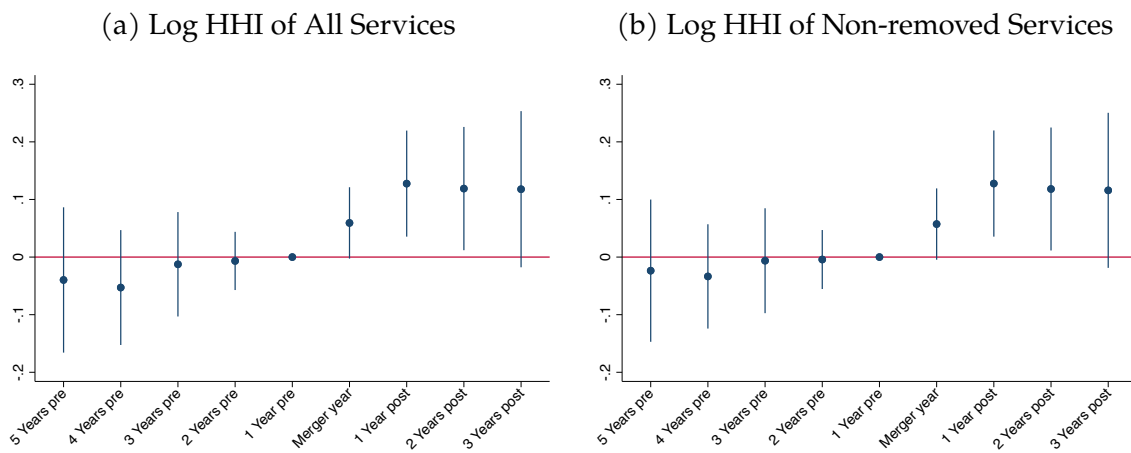 (a) Log HHI of All Services
.3
.2
.1
0
-.1
-.2
5 Years pre
4 Years pre
3 Years pre
2 Years pre
1 Year pre
Merger year
1 Year post
2 Years post
3 Years post
(b) Log HHI of Non-removed Services
.3
.2
.1
0
-.1
-.2
5 Years pre
4 Years pre
3 Years pre
2 Years pre
1 Year pre
Merger year
1 Year post
2 Years post
3 Years post